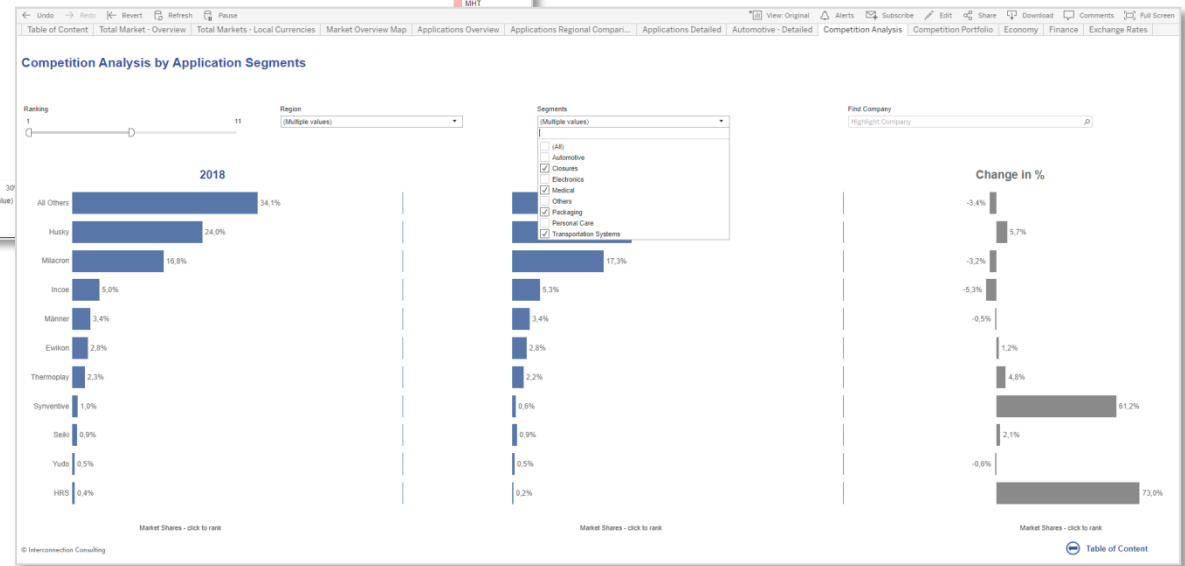 MHT
← Undo → Redo Revert Refresh Pause View: Original Alerts Subscribe Edit Share Download Comments Full Screen
Table of Content Total Market - Overview Total Markets - Local Currencies Market Overview Map Applications Overview Applications Regional Compari... Applications Detailed Automotive - Detailed Competition Analysis Competition Portfolio Economy Finance Exchange Rates
Competition Analysis by Application Segments
Ranking Region Segments Find Company
1 11 (Multiple values) (Multiple values) Highlight Company
(All)
Automotive
Closures
Electronics
Medical
Others
Packaging
Personal Care
Transportation Systems
2018 Change in %
All Others 34,1% -3,4%
Husky 24,0% 5,7%
Milacron 16,8% 17,3% -3,2%
Incoe 5,0% 5,3% -5,3%
Männer 3,4% 3,4% -0,5%
Ewikon 2,8% 2,8% 1,2%
Thermoplay 2,3% 2,2% 4,8%
Synventive 1,0% 0,6% 61,2%
Seiki 0,9% 0,9% 2,1%
Yudo 0,5% 0,5% -0,6%
HRS 0,4% 0,2% 73,0%
Market Shares - click to rank Market Shares - click to rank Market Shares - click to rank
© Interconnection Consulting Table of Content